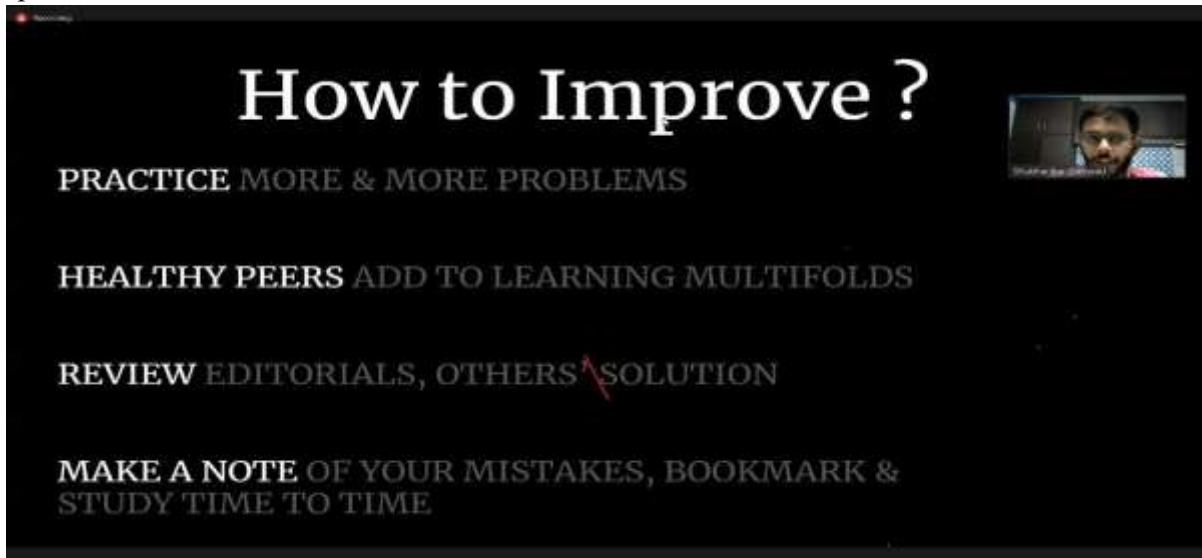 How to Improve ?
PRACTICE MORE & MORE PROBLEMS
HEALTHY PEERS ADD TO LEARNING MULTIFOLDS
REVIEW EDITORIALS, OTHERS' SOLUTION
MAKE A NOTE OF YOUR MISTAKES, BOOKMARK &
STUDY TIME TO TIME